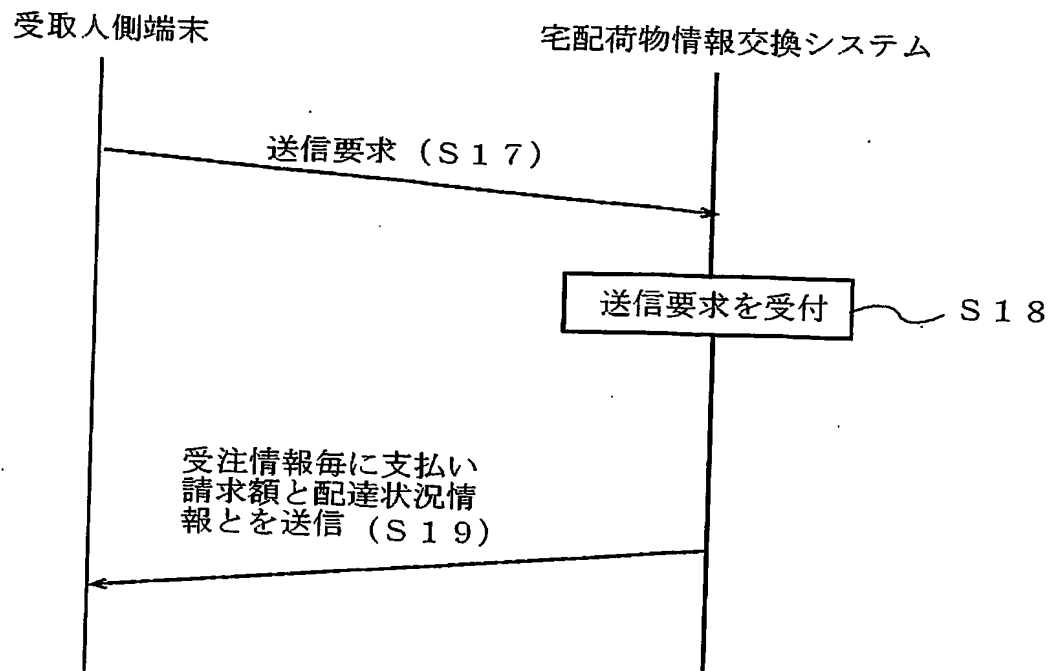 受取人側端末
宅配荷物情報交換システム
送信要求（Ｓ１７）
送信要求を受付
Ｓ１８
受注情報毎に支払い
請求額と配達状況情
報とを送信（Ｓ１９）